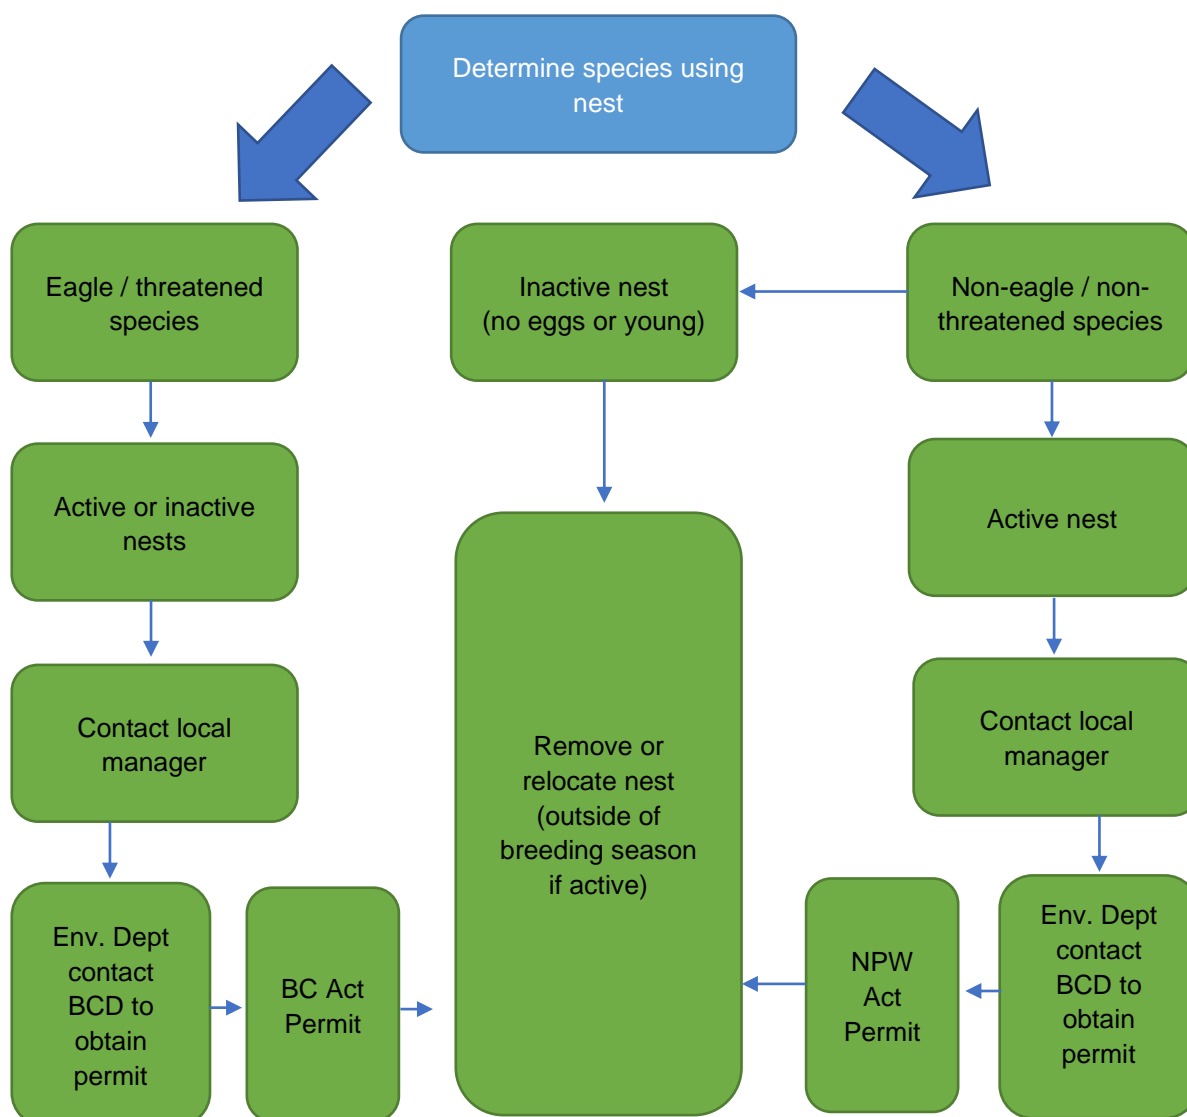 Determine species using
nest
Eagle / threatened
species
Inactive nest
(no eggs or young)
Non-eagle / non-
threatened species
Active or inactive
nests
Active nest
Contact local
manager
Contact local
manager
Remove or
relocate nest
(outside of
breeding season
if active)
Env. Dept
contact
BCD to
obtain
permit
BC Act
Permit
NPW
Act
Permit
Env. Dept
contact
BCD to
obtain
permit